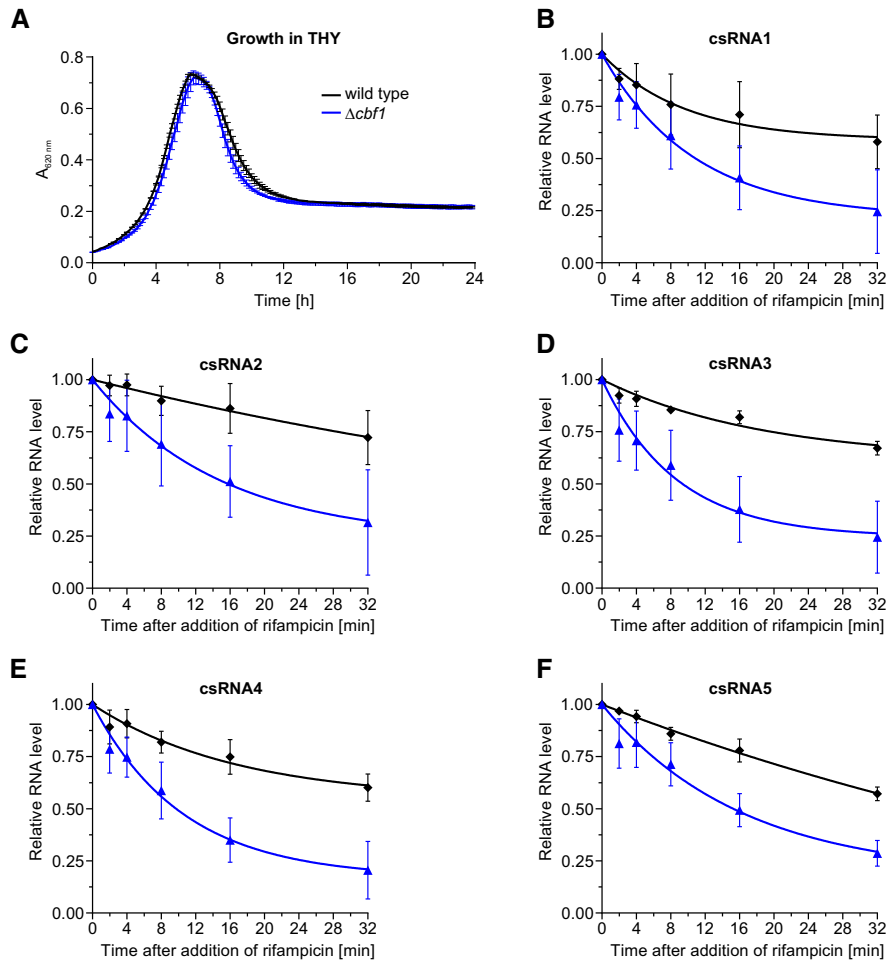 A
Growth in THY
0.8
0.6
0.4
0.2
0.0
A620 nm
wild type
Δcbf1
0 4 8 12 16 20 24
Time [h]
B
csRNA1
1.00
0.75
0.50
0.25
0.00
Relative RNA level
0 4 8 12 16 20 24 28 32
Time after addition of rifampicin [min]
C
csRNA2
1.00
0.75
0.50
0.25
0.00
Relative RNA level
0 4 8 12 16 20 24 28 32
Time after addition of rifampicin [min]
D
csRNA3
1.00
0.75
0.50
0.25
0.00
Relative RNA level
0 4 8 12 16 20 24 28 32
Time after addition of rifampicin [min]
E
csRNA4
1.00
0.75
0.50
0.25
0.00
Relative RNA level
0 4 8 12 16 20 24 28 32
Time after addition of rifampicin [min]
F
csRNA5
1.00
0.75
0.50
0.25
0.00
Relative RNA level
0 4 8 12 16 20 24 28 32
Time after addition of rifampicin [min]